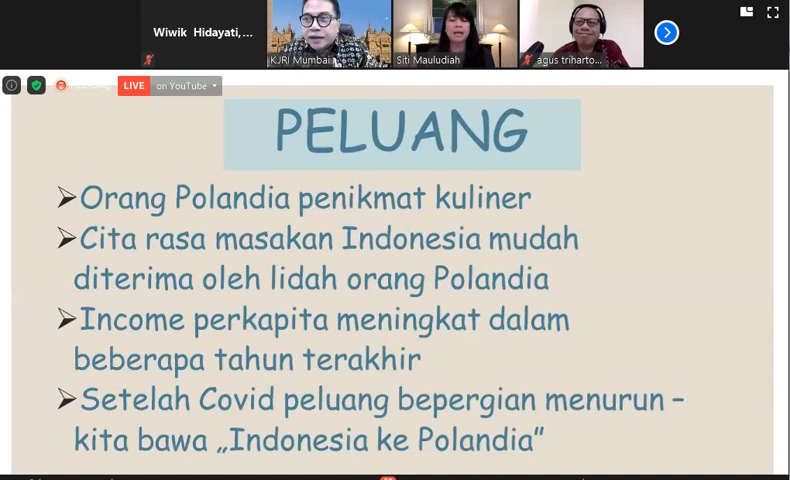 Wiwik Hidayati,...
KJRI Mumbai
Siti Mauludiah
agus triharto...
Recording
LIVE on YouTube
PELUANG
Orang Polandia penikmat kuliner
Cita rasa masakan Indonesia mudah
diterima oleh lidah orang Polandia
Income perkapita meningkat dalam
beberapa tahun terakhir
Setelah Covid peluang bepergian menurun –
kita bawa „Indonesia ke Polandia”